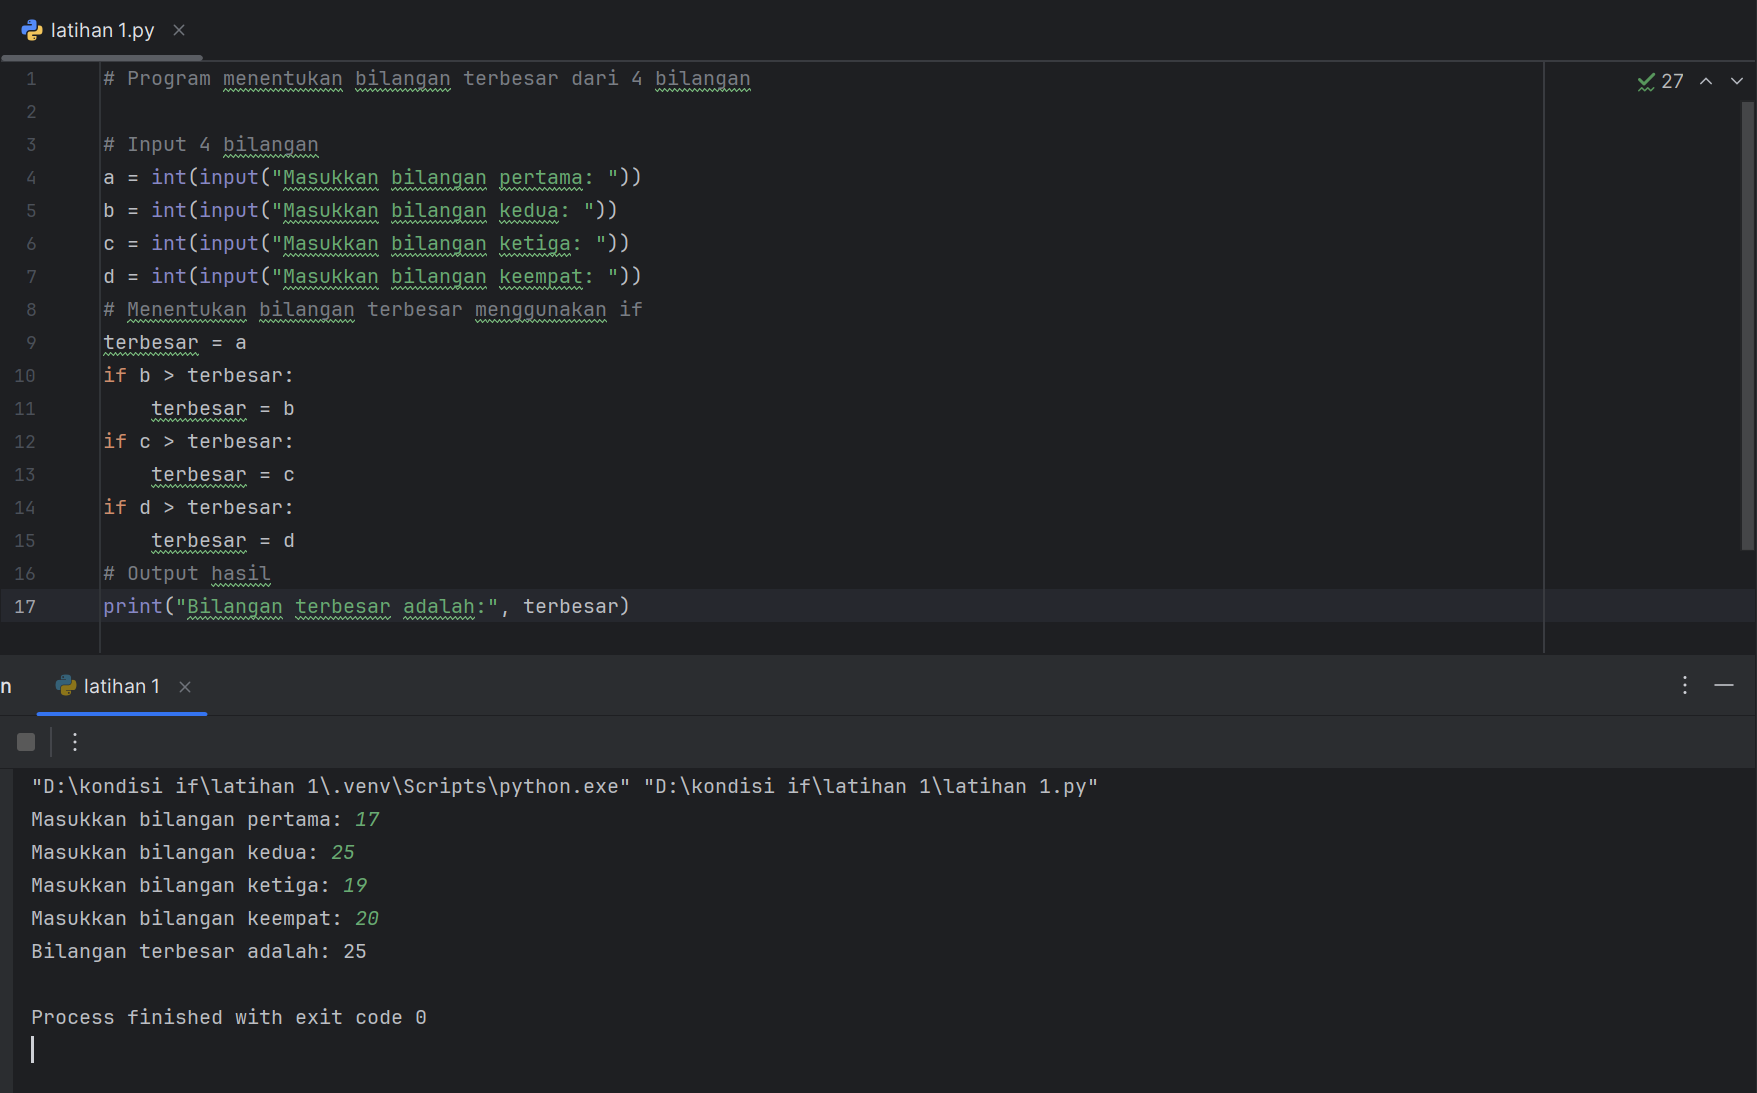 latihan 1.py
1 # Program menentukan bilangan terbesar dari 4 bilangan
27
2
3 # Input 4 bilangan
4 a = int(input("Masukkan bilangan pertama: "))
5 b = int(input("Masukkan bilangan kedua: "))
6 c = int(input("Masukkan bilangan ketiga: "))
7 d = int(input("Masukkan bilangan keempat: "))
8 # Menentukan bilangan terbesar menggunakan if
9 terbesar = a
10 if b > terbesar:
11     terbesar = b
12 if c > terbesar:
13     terbesar = c
14 if d > terbesar:
15     terbesar = d
16 # Output hasil
17 print("Bilangan terbesar adalah:", terbesar)
n latihan 1
"D:\kondisi if\latihan 1\.venv\Scripts\python.exe" "D:\kondisi if\latihan 1\latihan 1.py"
Masukkan bilangan pertama: 17
Masukkan bilangan kedua: 25
Masukkan bilangan ketiga: 19
Masukkan bilangan keempat: 20
Bilangan terbesar adalah: 25
Process finished with exit code 0